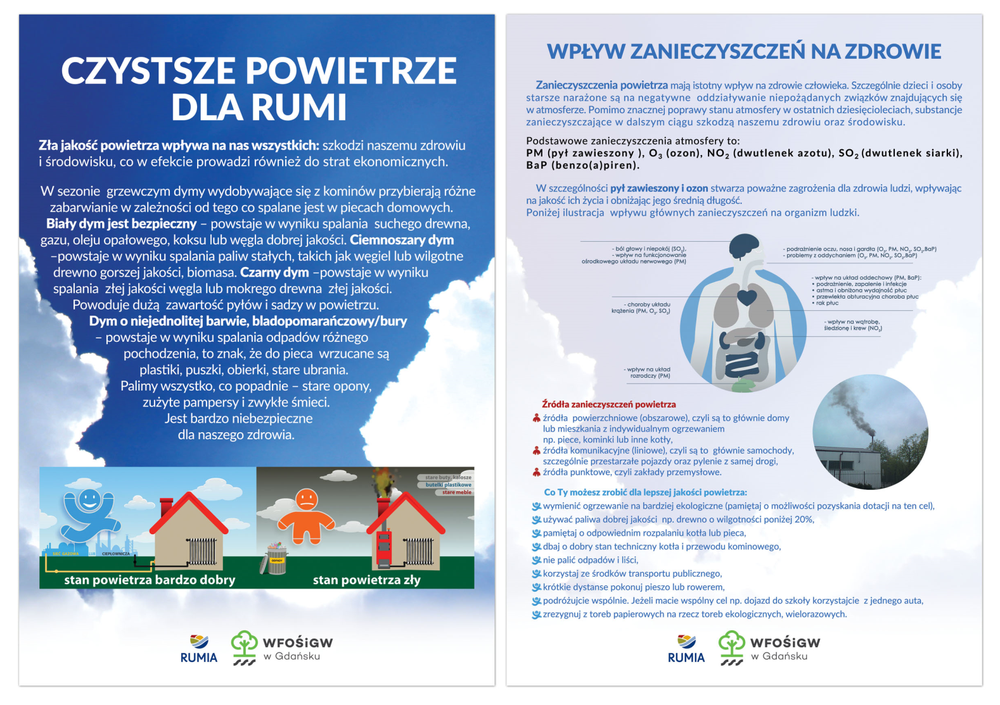 CZYSTSZE POWIETRZE
DLA RUMI
Zła jakość powietrza wpływa na nas wszystkich: szkodzi naszemu zdrowiu
i środowisku, co w efekcie prowadzi również do strat ekonomicznych.
W sezonie grzewczym dymy wydobywające się z kominów przybierają różne
zabarwianie w zależności od tego co spalane jest w piecach domowych.
Biały dym jest bezpieczny – powstaje w wyniku spalania suchego drewna,
gazu, oleju opałowego, koksu lub węgla dobrej jakości. Ciemnoszary dym
–powstaje w wyniku spalania paliw stałych, takich jak węgiel lub wilgotne
drewno gorszej jakości, biomasa. Czarny dym –powstaje w wyniku
spalania złej jakości węgla lub mokrego drewna złej jakości.
Powoduje dużą zawartość pyłów i sadzy w powietrzu.
Dym o niejednolitej barwie, bladopomarańczowy/bury
– powstaje w wyniku spalania odpadów różnego
pochodzenia, to znak, że do pieca wrzucane są
plastiki, puszki, obierki, stare ubrania.
Palimy wszystko, co popadnie – stare opony,
zużyte pampersy i zwykłe śmieci.
Jest bardzo niebezpieczne
dla naszego zdrowia.
stare buty, kalosze
butelki plastikowe
stare meble
SIEĆ GAZOWA LUB CIEPŁOWNICZA
ODPADY
stan powietrza bardzo dobry
stan powietrza zły
RUMIA
WFOŚiGW
w Gdańsku
WPŁYW ZANIECZYSZCZEŃ NA ZDROWIE
Zanieczyszczenia powietrza mają istotny wpływ na zdrowie człowieka. Szczególnie dzieci i osoby
starsze narażone są na negatywne oddziaływanie niepożądanych związków znajdujących się
w atmosferze. Pomimo znacznej poprawy stanu atmosfery w ostatnich dziesięcioleciach, substancje
zanieczyszczające w dalszym ciągu szkodzą naszemu zdrowiu oraz środowisku.
Podstawowe zanieczyszczenia atmosfery to:
PM (pył zawieszony ), O₃ (ozon), NO₂ (dwutlenek azotu), SO₂ (dwutlenek siarki),
BaP (benzo(a)piren).
W szczególności pył zawieszony i ozon stwarza poważne zagrożenia dla zdrowia ludzi, wpływając
na jakość ich życia i obniżając jego średnią długość.
Poniżej ilustracja wpływu głównych zanieczyszczeń na organizm ludzki.
- ból głowy i niepokój (SO₂),
- wpływ na funkcjonowanie
ośrodkowego układu nerwowego (PM)
- podrażnienie oczu, nosa i gardła (O₃, PM, NO₂, SO₂,BaP)
- problemy z oddychaniem (O₃, PM, NO₂, SO₂,BaP)
- wpływ na układ oddechowy (PM, BaP):
• podrażnienie, zapalenie i infekcje
• astma i obniżona wydajność płuc
• przewlekła obturacyjna choroba płuc
• rak płuc
- choroby układu
krążenia (PM, O₃, SO₂)
- wpływ na wątrobę,
śledzionę i krew (NO₂)
- wpływ na układ
rozrodczy (PM)
Źródła zanieczyszczeń powietrza
źródła powierzchniowe (obszarowe), czyli są to głównie domy
lub mieszkania z indywidualnym ogrzewaniem
np. piece, kominki lub inne kotły,
źródła komunikacyjne (liniowe), czyli są to głównie samochody,
szczególnie przestarzałe pojazdy oraz pylenie z samej drogi,
źródła punktowe, czyli zakłady przemysłowe.
Co Ty możesz zrobić dla lepszej jakości powietrza:
wymienić ogrzewanie na bardziej ekologiczne (pamiętaj o możliwości pozyskania dotacji na ten cel),
używać paliwa dobrej jakości np. drewno o wilgotności poniżej 20%,
pamiętaj o odpowiednim rozpalaniu kotła lub pieca,
dbaj o dobry stan techniczny kotła i przewodu kominowego,
nie palić odpadów i liści,
korzystaj ze środków transportu publicznego,
krótkie dystanse pokonuj pieszo lub rowerem,
podróżujcie wspólnie. Jeżeli macie wspólny cel np. dojazd do szkoły korzystajcie z jednego auta,
zrezygnuj z toreb papierowych na rzecz toreb ekologicznych, wielorazowych.
RUMIA
WFOŚiGW
w Gdańsku